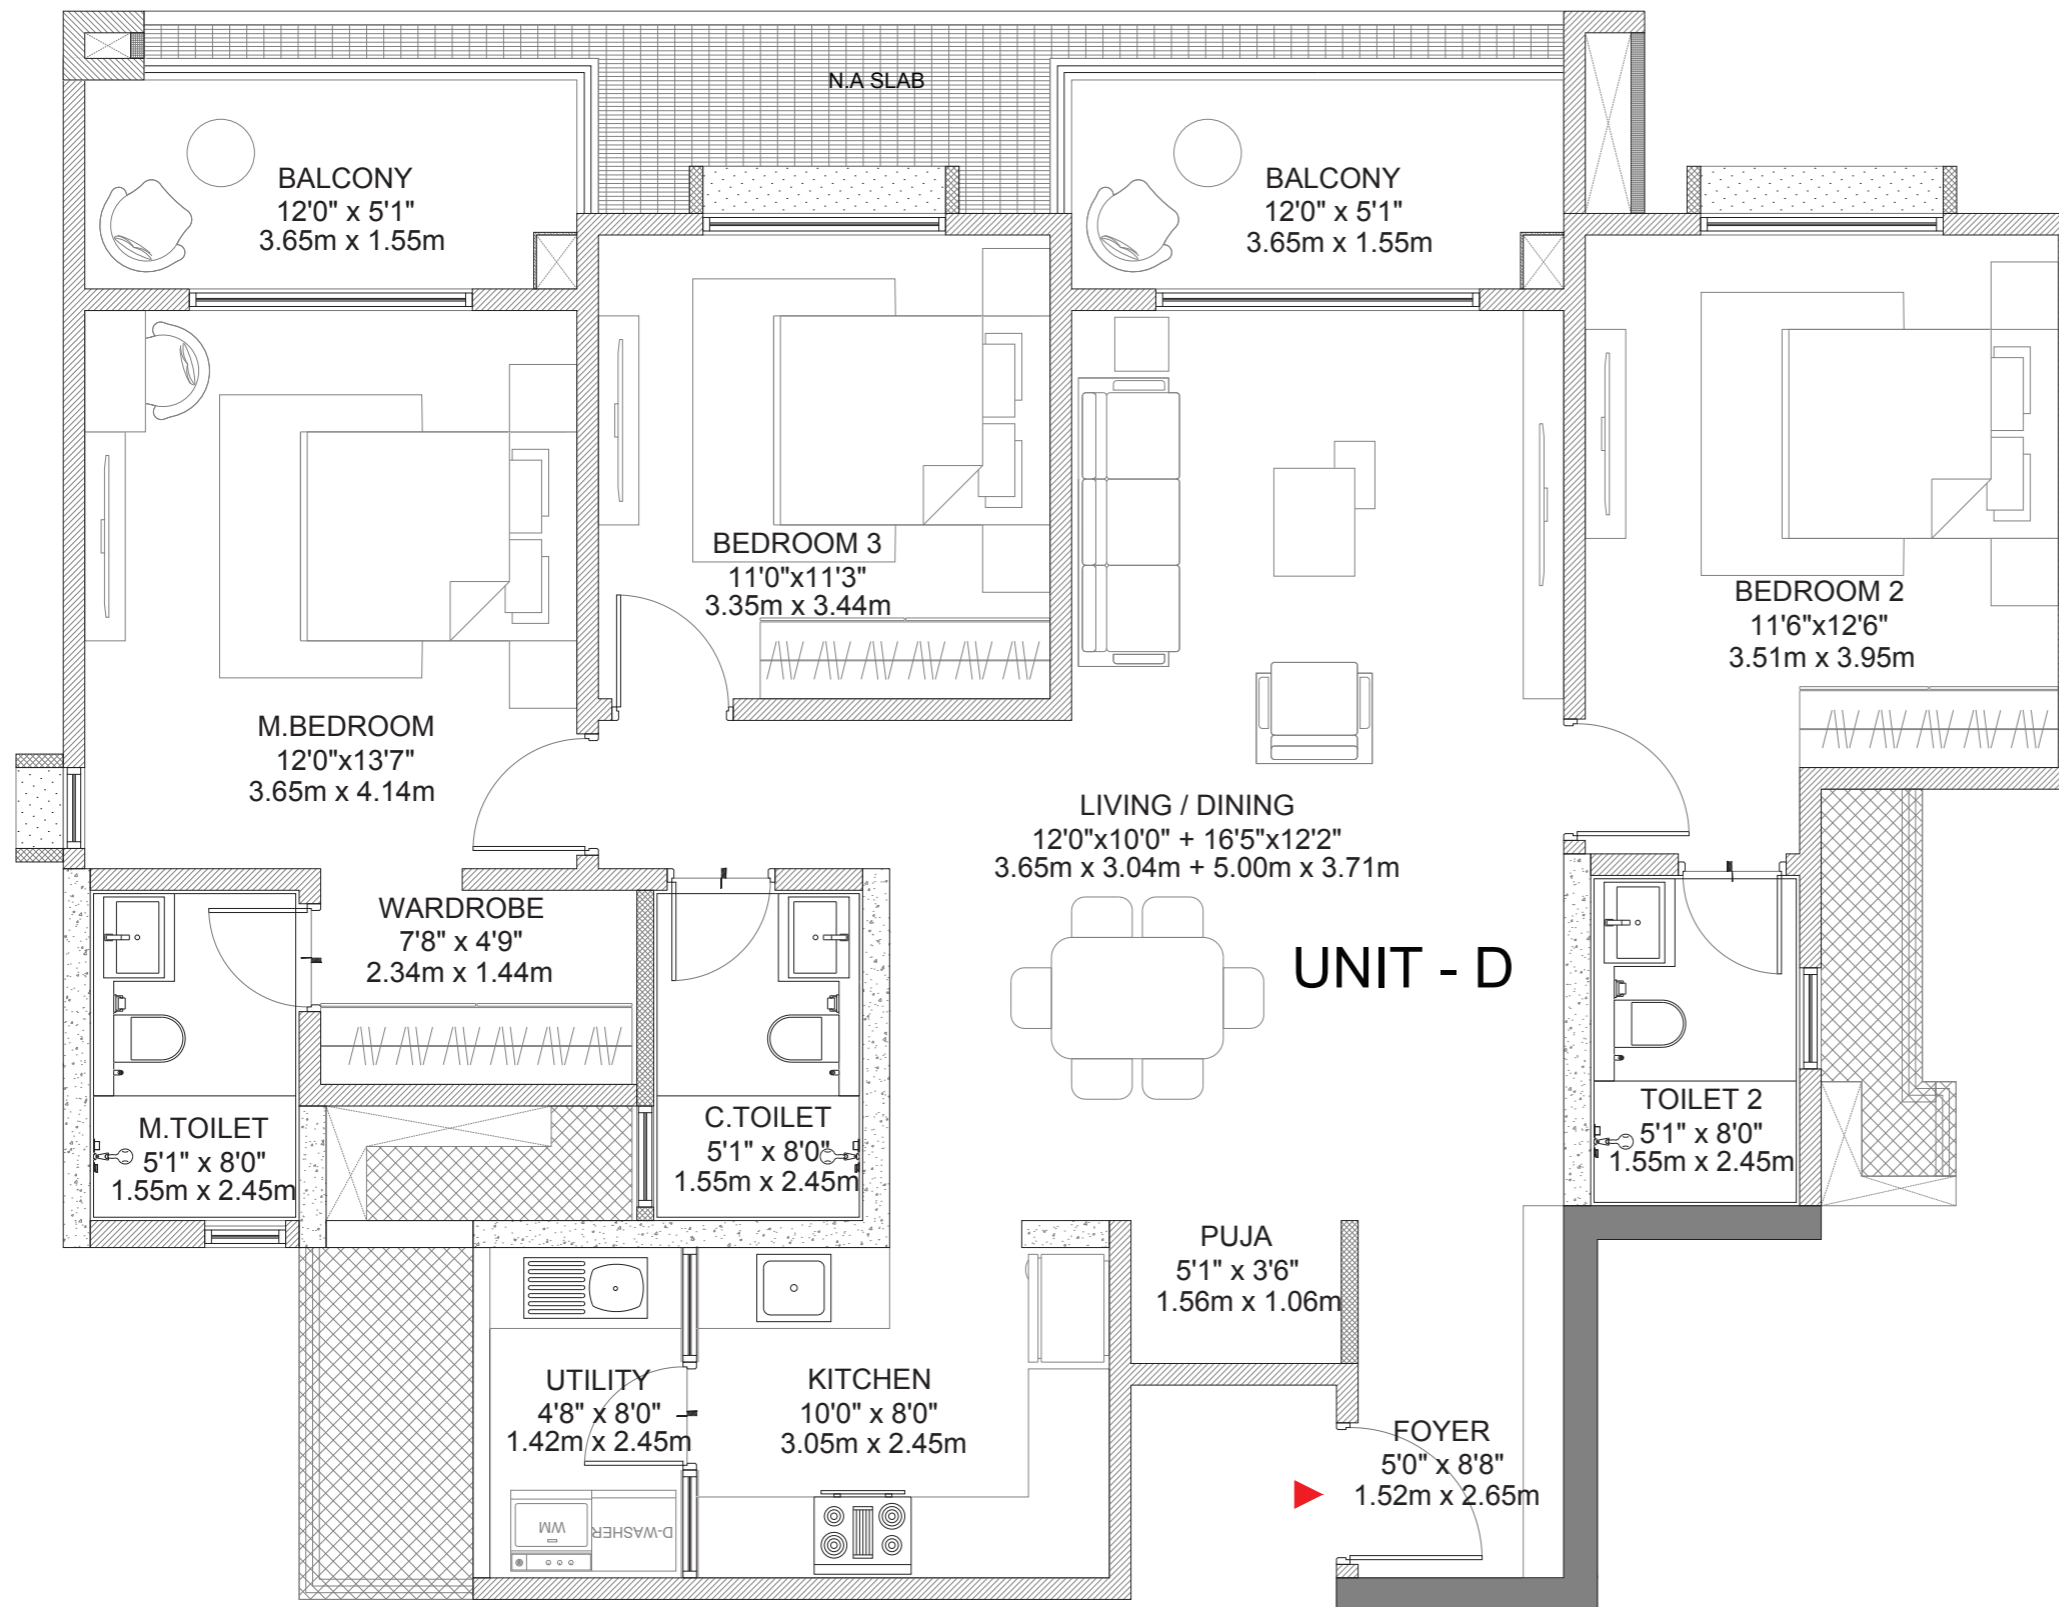 N.A SLAB
BALCONY
12'0" x 5'1"
3.65m x 1.55m
BALCONY
12'0" x 5'1"
3.65m x 1.55m
BEDROOM 3
11'0"x11'3"
3.35m x 3.44m
BEDROOM 2
11'6"x12'6"
3.51m x 3.95m
M.BEDROOM
12'0"x13'7"
3.65m x 4.14m
LIVING / DINING
12'0"x10'0" + 16'5"x12'2"
3.65m x 3.04m + 5.00m x 3.71m
WARDROBE
7'8" x 4'9"
2.34m x 1.44m
UNIT - D
M.TOILET
5'1" x 8'0"
1.55m x 2.45m
C.TOILET
5'1" x 8'0"
1.55m x 2.45m
TOILET 2
5'1" x 8'0"
1.55m x 2.45m
PUJA
5'1" x 3'6"
1.56m x 1.06m
UTILITY
4'8" x 8'0"
1.42m x 2.45m
KITCHEN
10'0" x 8'0"
3.05m x 2.45m
FOYER
5'0" x 8'8"
1.52m x 2.65m
WM
D-WASHER